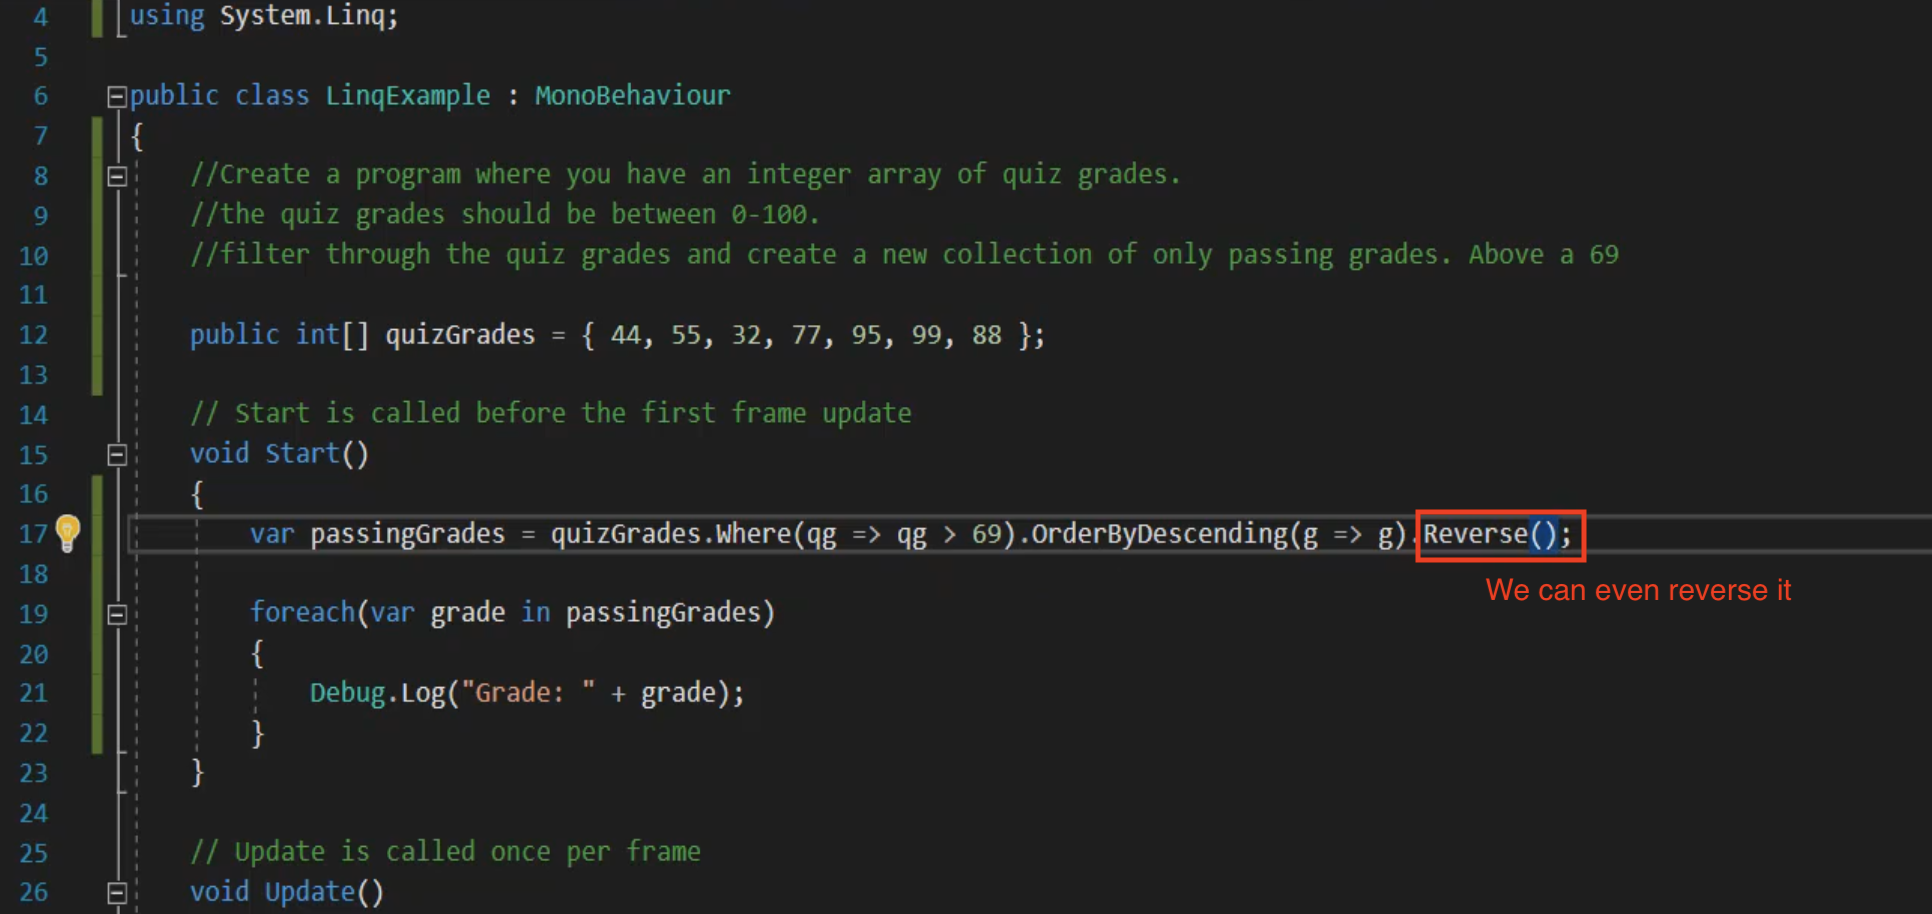 4 using System.Linq;
5
6 public class LinqExample : MonoBehaviour
7 {
8 //Create a program where you have an integer array of quiz grades.
9 //the quiz grades should be between 0-100.
10 //filter through the quiz grades and create a new collection of only passing grades. Above a 69
11
12 public int[] quizGrades = { 44, 55, 32, 77, 95, 99, 88 };
13
14 // Start is called before the first frame update
15 void Start()
16 {
17 var passingGrades = quizGrades.Where(qg => qg > 69).OrderByDescending(g => g).Reverse();
We can even reverse it
18
19 foreach(var grade in passingGrades)
20 {
21 Debug.Log("Grade: " + grade);
22 }
23 }
24
25 // Update is called once per frame
26 void Update()